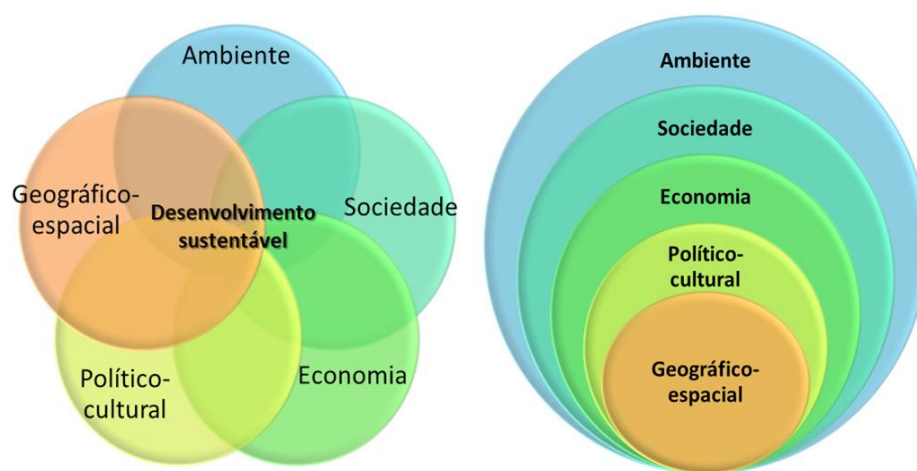 Ambiente
Geográfico-
espacial
Sociedade
Desenvolvimento
sustentável
Político-
cultural
Economia
Ambiente
Sociedade
Economia
Político-
cultural
Geográfico-
espacial